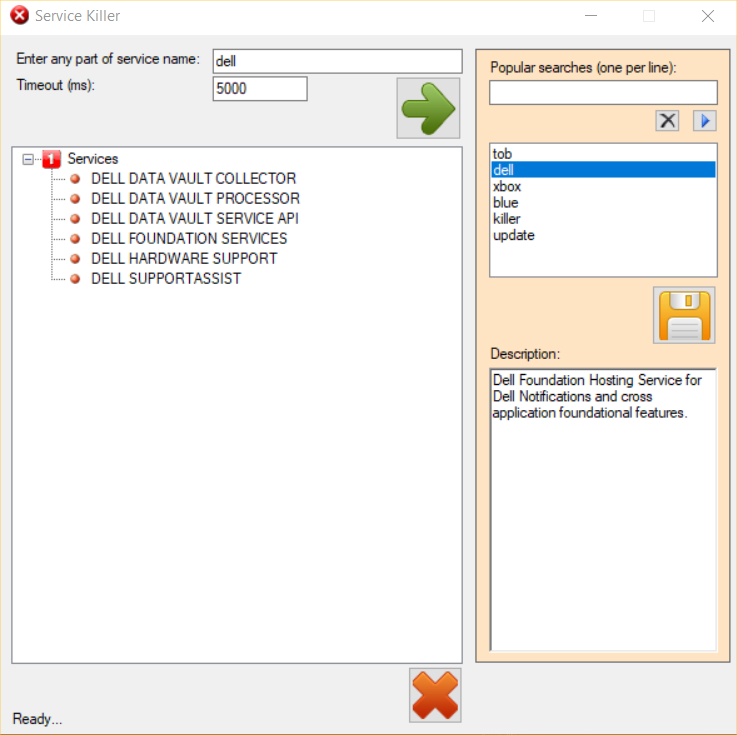 Service Killer
Enter any part of service name:
dell
Timeout (ms):
5000
1
Services
DELL DATA VAULT COLLECTOR
DELL DATA VAULT PROCESSOR
DELL DATA VAULT SERVICE API
DELL FOUNDATION SERVICES
DELL HARDWARE SUPPORT
DELL SUPPORTASSIST
Ready...
Popular searches (one per line):
tob
dell
xbox
blue
killer
update
Description:
Dell Foundation Hosting Service for
Dell Notifications and cross
application foundational features.